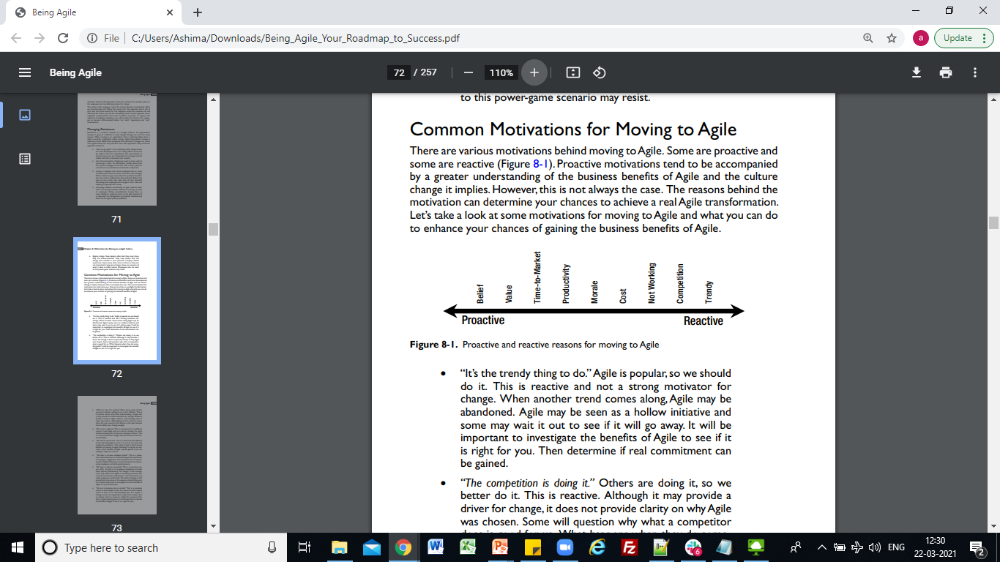 Being Agile
File
C:/Users/Ashima/Downloads/Being_Agile_Your_Roadmap_to_Success.pdf
a
Update
Being Agile
72 / 257
110%
Managing Resistance
71
Common Motivations for Moving to Agile
72
73
to this power-game scenario may resist.
Common Motivations for Moving to Agile
There are various motivations behind moving to Agile. Some are proactive and
some are reactive (Figure 8-1). Proactive motivations tend to be accompanied
by a greater understanding of the business benefits of Agile and the culture
change it implies. However, this is not always the case. The reasons behind the
motivation can determine your chances to achieve a real Agile transformation.
Let's take a look at some motivations for moving to Agile and what you can do
to enhance your chances of gaining the business benefits of Agile.
Belief
Value
Time-to-Market
Productivity
Morale
Cost
Not Working
Competition
Trendy
Proactive
Reactive
Figure 8-1. Proactive and reactive reasons for moving to Agile
• “It's the trendy thing to do.” Agile is popular, so we should
do it. This is reactive and not a strong motivator for
change. When another trend comes along, Agile may be
abandoned. Agile may be seen as a hollow initiative and
some may wait it out to see if it will go away. It will be
important to investigate the benefits of Agile to see if it
is right for you. Then determine if real commitment can
be gained.
• “The competition is doing it.” Others are doing it, so we
better do it. This is reactive. Although it may provide a
driver for change, it does not provide clarity on why Agile
was chosen. Some will question why what a competitor
Type here to search
6
ENG
12:30
22-03-2021
2